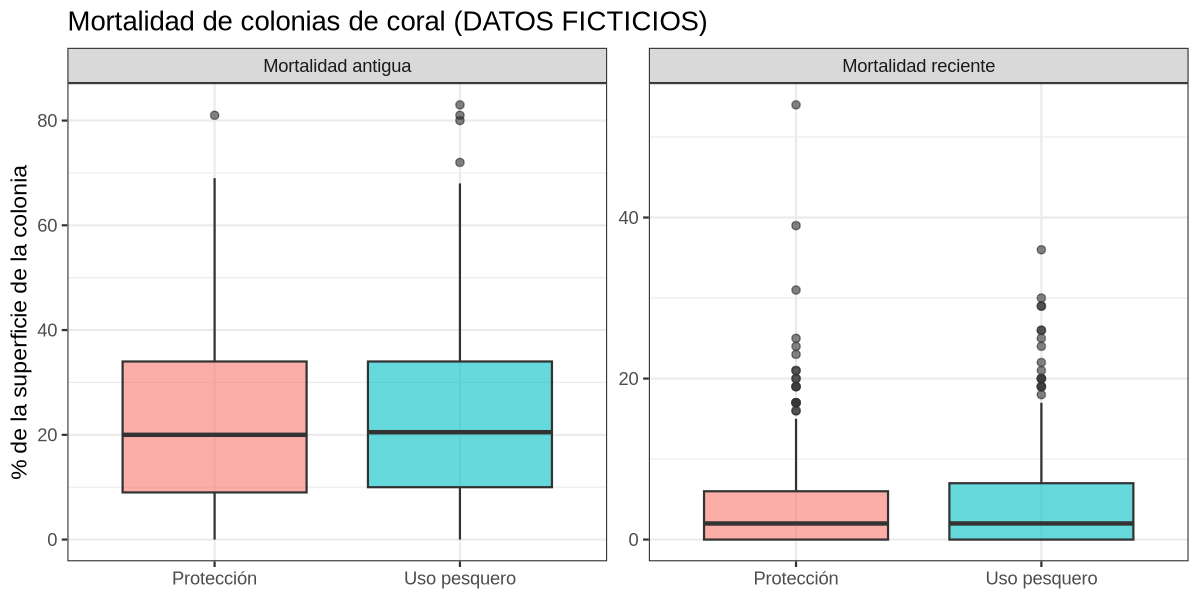 Mortalidad de colonias de coral (DATOS FICTICIOS)
Mortalidad antigua
Mortalidad reciente
% de la superficie de la colonia
80
60
40
20
0
40
20
0
Protección
Uso pesquero
Protección
Uso pesquero